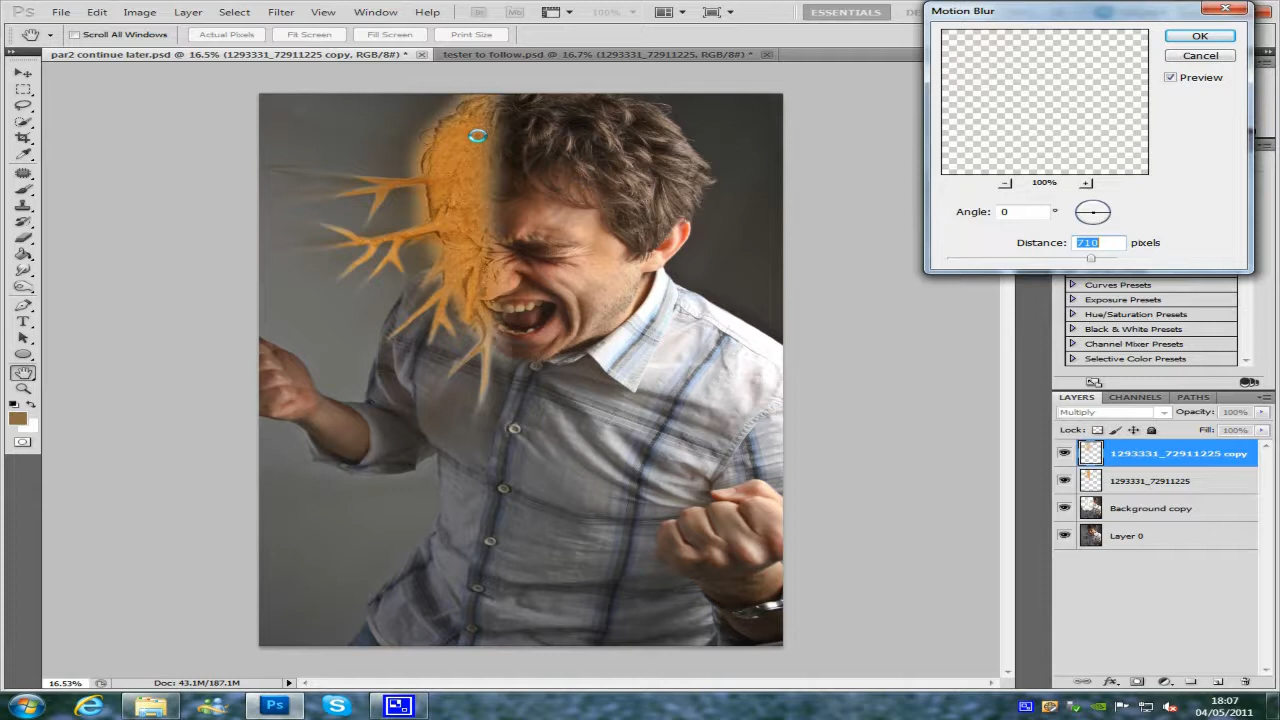 Ps File Edit Image Layer Select Filter View Window Help Br Mb 100% ESSENTIALS
Scroll All Windows Actual Pixels Fit Screen Fill Screen Print Size
par2 continue later.psd @ 16.5% (1293331_72911225 copy, RGB/8#) *
tester to follow.psd @ 16.7% (1293331_72911225, RGB/8#) *
Motion Blur
OK
Cancel
Preview
100%
Angle: 0 °
Distance: 710 pixels
Curves Presets
Exposure Presets
Hue/Saturation Presets
Black & White Presets
Channel Mixer Presets
Selective Color Presets
LAYERS CHANNELS PATHS
Multiply Opacity: 100%
Lock: Fill: 100%
1293331_72911225 copy
1293331_72911225
Background copy
Layer 0
16.53% Doc: 43.1M/187.1M
Ps
18:07
04/05/2011